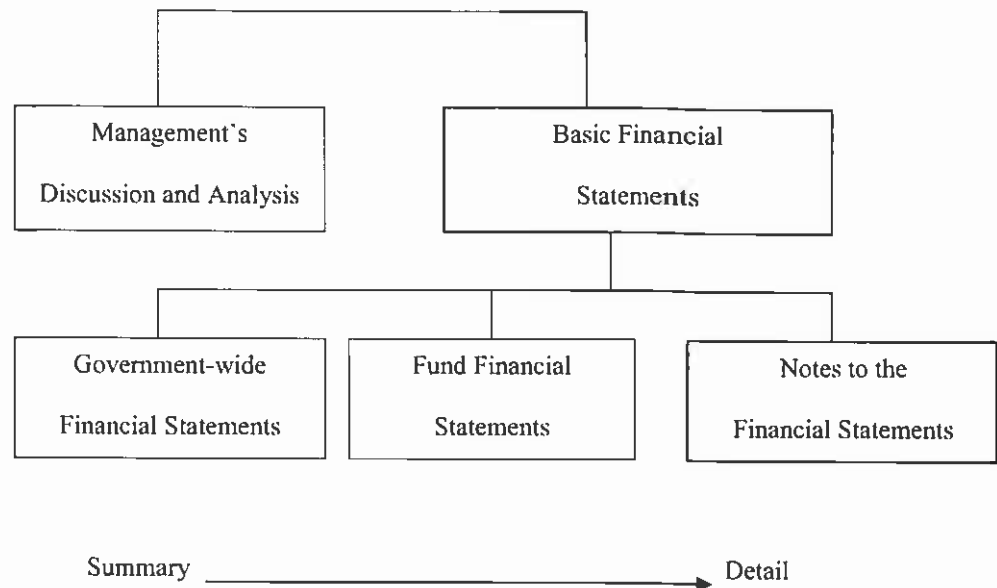 Management's
Discussion and Analysis
Basic Financial
Statements
Government-wide
Financial Statements
Fund Financial
Statements
Notes to the
Financial Statements
Summary
Detail